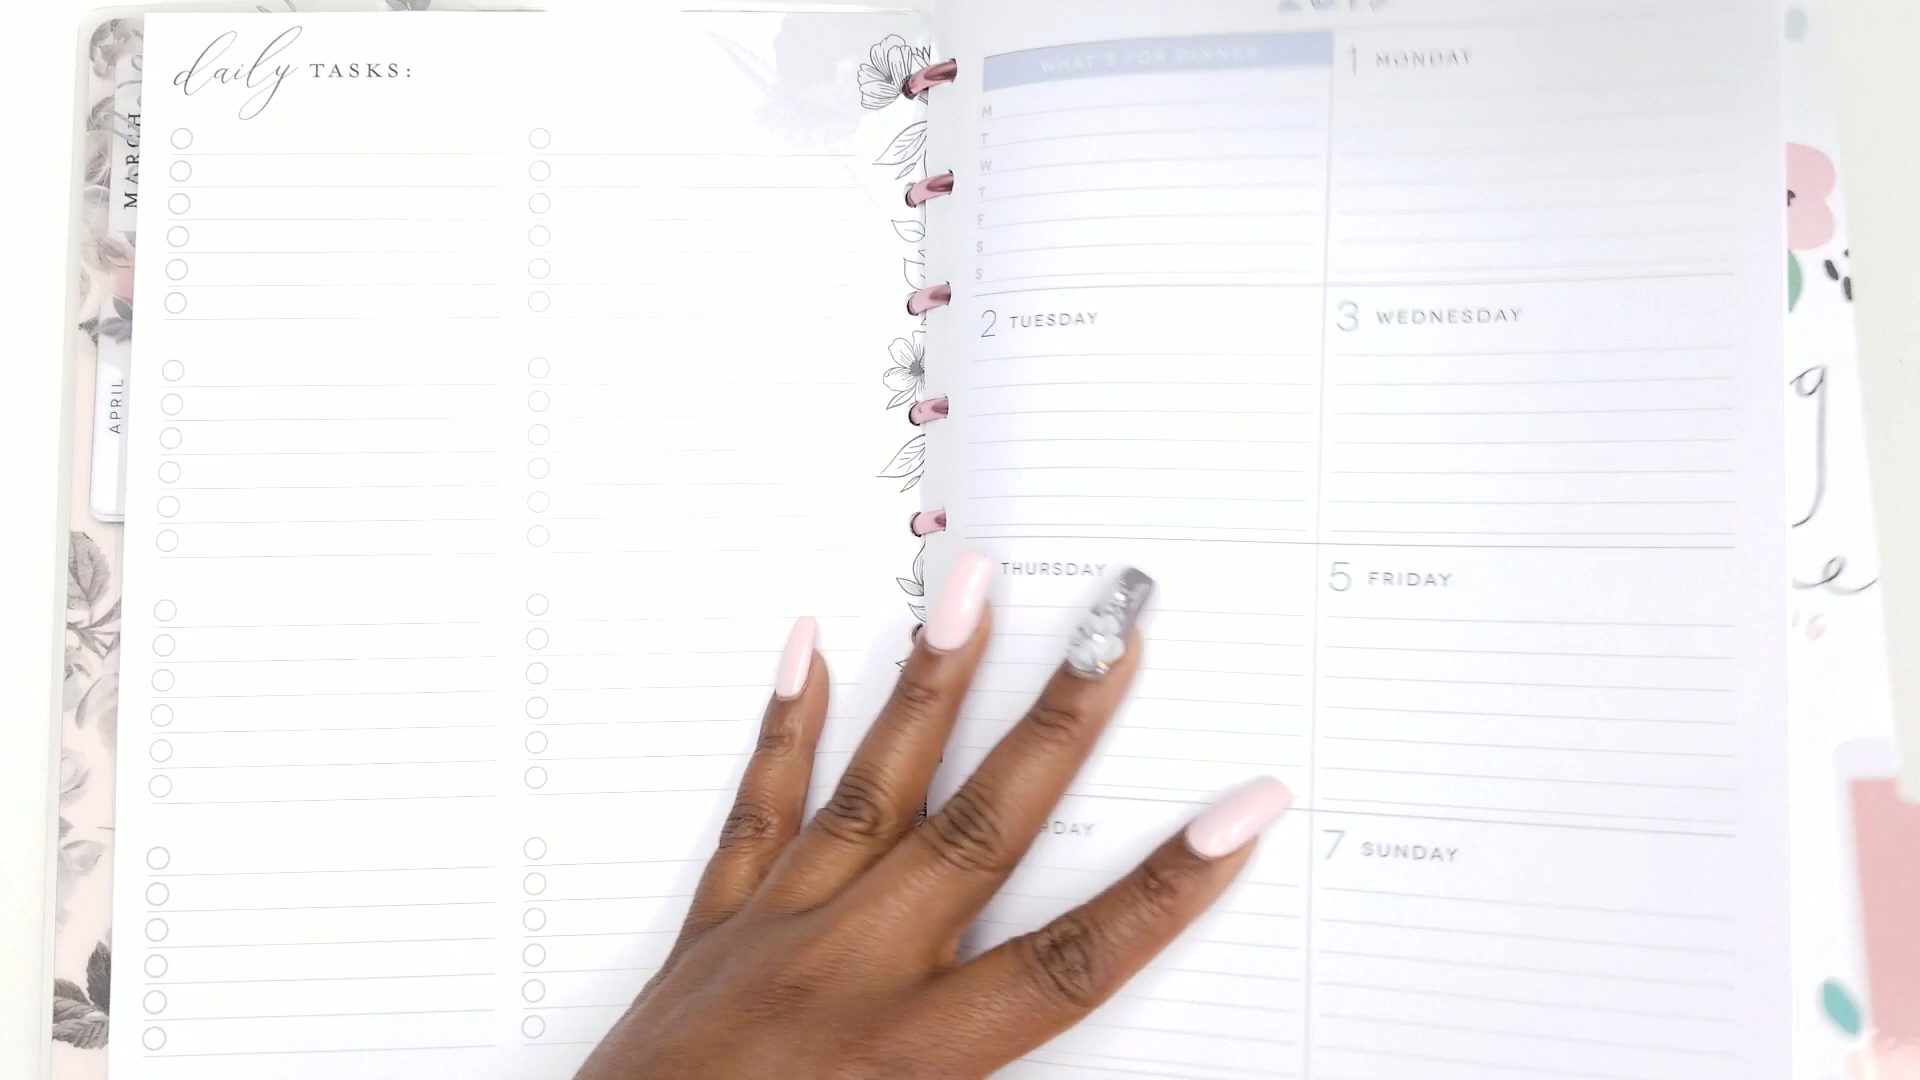 daily TASKS:
MARCH
APRIL
WHAT'S FOR DINNER
M
T
W
T
F
S
S
1 MONDAY
2 TUESDAY
3 WEDNESDAY
THURSDAY
5 FRIDAY
7 SUNDAY
g
e